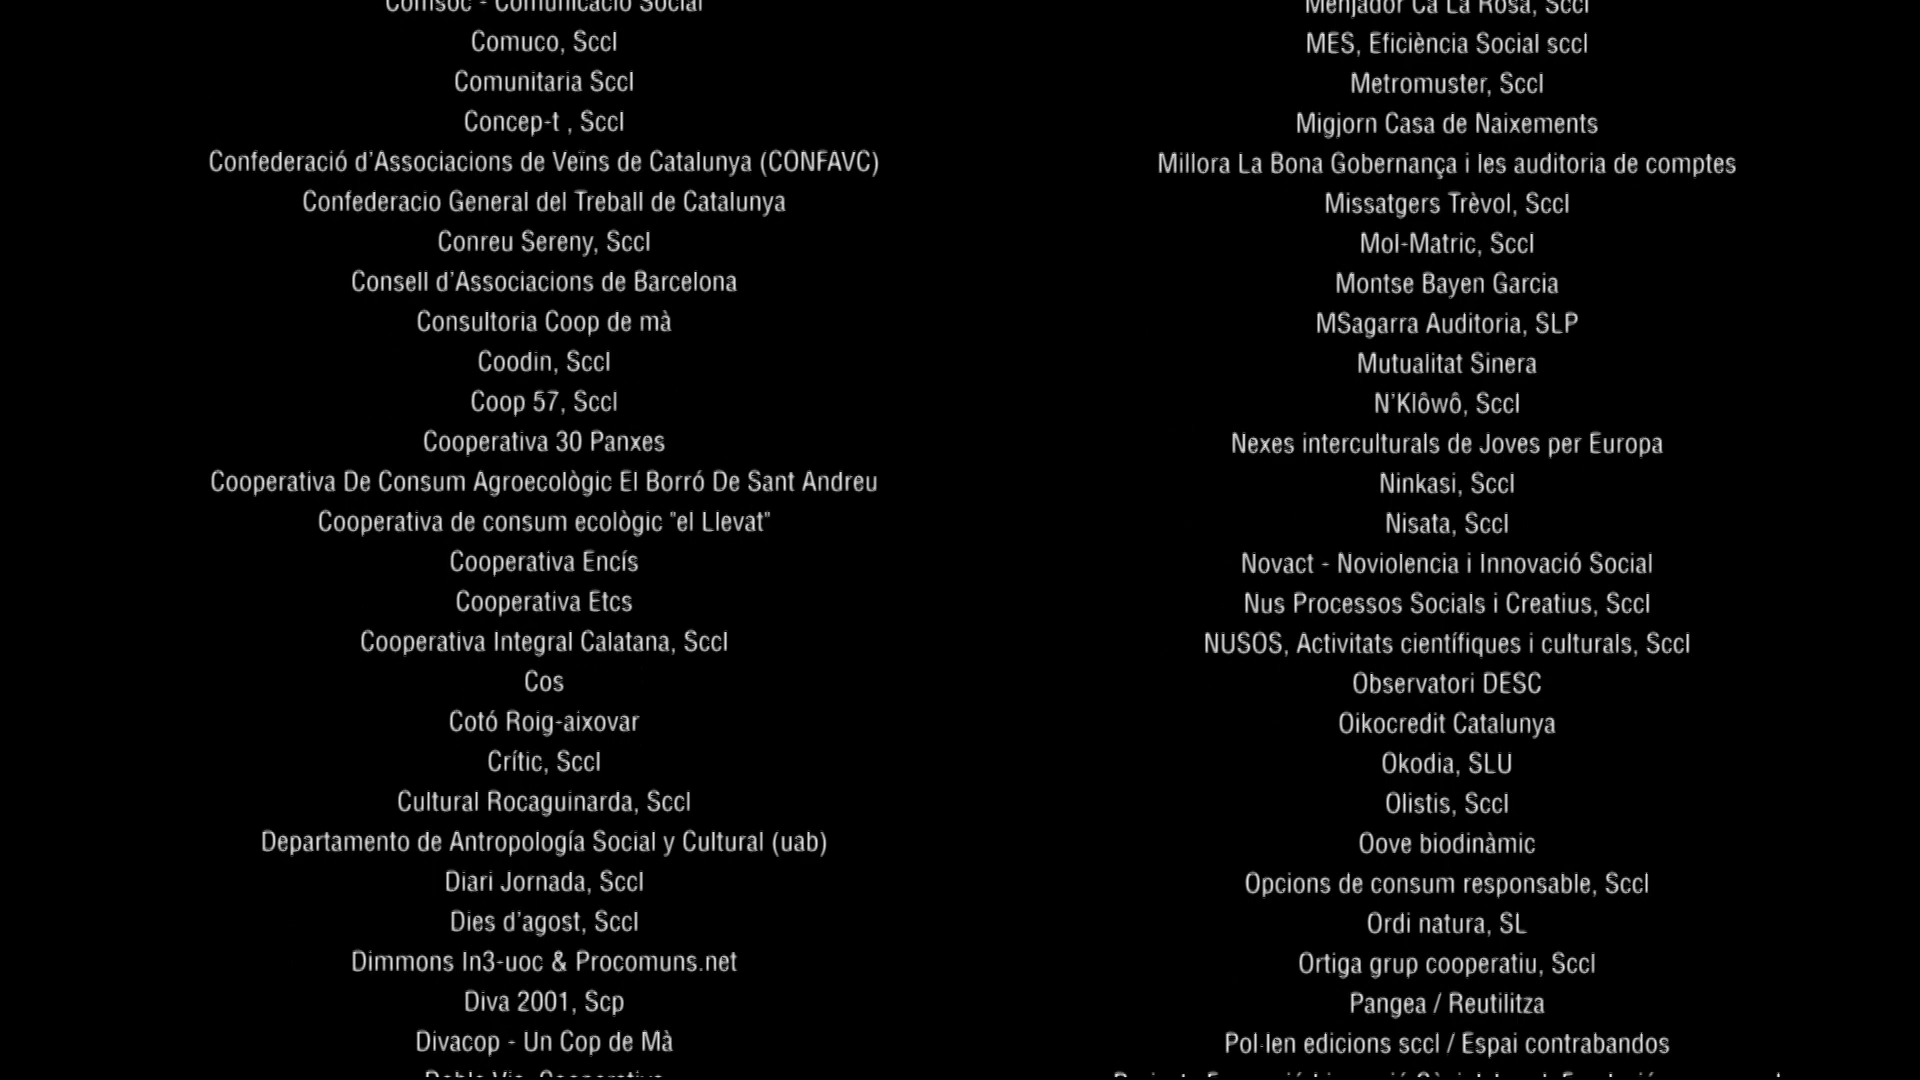 Comsoc - Comunicació Social
Comuco, Sccl
Comunitaria Sccl
Concep-t , Sccl
Confederació d’Associacions de Veïns de Catalunya (CONFAVC)
Confederacio General del Treball de Catalunya
Conreu Sereny, Sccl
Consell d’Associacions de Barcelona
Consultoria Coop de mà
Coodin, Sccl
Coop 57, Sccl
Cooperativa 30 Panxes
Cooperativa De Consum Agroecològic El Borró De Sant Andreu
Cooperativa de consum ecològic "el Llevat"
Cooperativa Encís
Cooperativa Etcs
Cooperativa Integral Calatana, Sccl
Cos
Cotó Roig-aixovar
Crític, Sccl
Cultural Rocaguinarda, Sccl
Departamento de Antropología Social y Cultural (uab)
Diari Jornada, Sccl
Dies d’agost, Sccl
Dimmons In3-uoc & Procomuns.net
Diva 2001, Scp
Divacop - Un Cop de Mà
Menjador Ca La Rosa, Sccl
MES, Eficiència Social sccl
Metromuster, Sccl
Migjorn Casa de Naixements
Millora La Bona Gobernança i les auditoria de comptes
Missatgers Trèvol, Sccl
Mol-Matric, Sccl
Montse Bayen Garcia
MSagarra Auditoria, SLP
Mutualitat Sinera
N’Klôwô, Sccl
Nexes interculturals de Joves per Europa
Ninkasi, Sccl
Nisata, Sccl
Novact - Noviolencia i Innovació Social
Nus Processos Socials i Creatius, Sccl
NUSOS, Activitats científiques i culturals, Sccl
Observatori DESC
Oikocredit Catalunya
Okodia, SLU
Olistis, Sccl
Oove biodinàmic
Opcions de consum responsable, Sccl
Ordi natura, SL
Ortiga grup cooperatiu, Sccl
Pangea / Reutilitza
Pol·len edicions sccl / Espai contrabandos